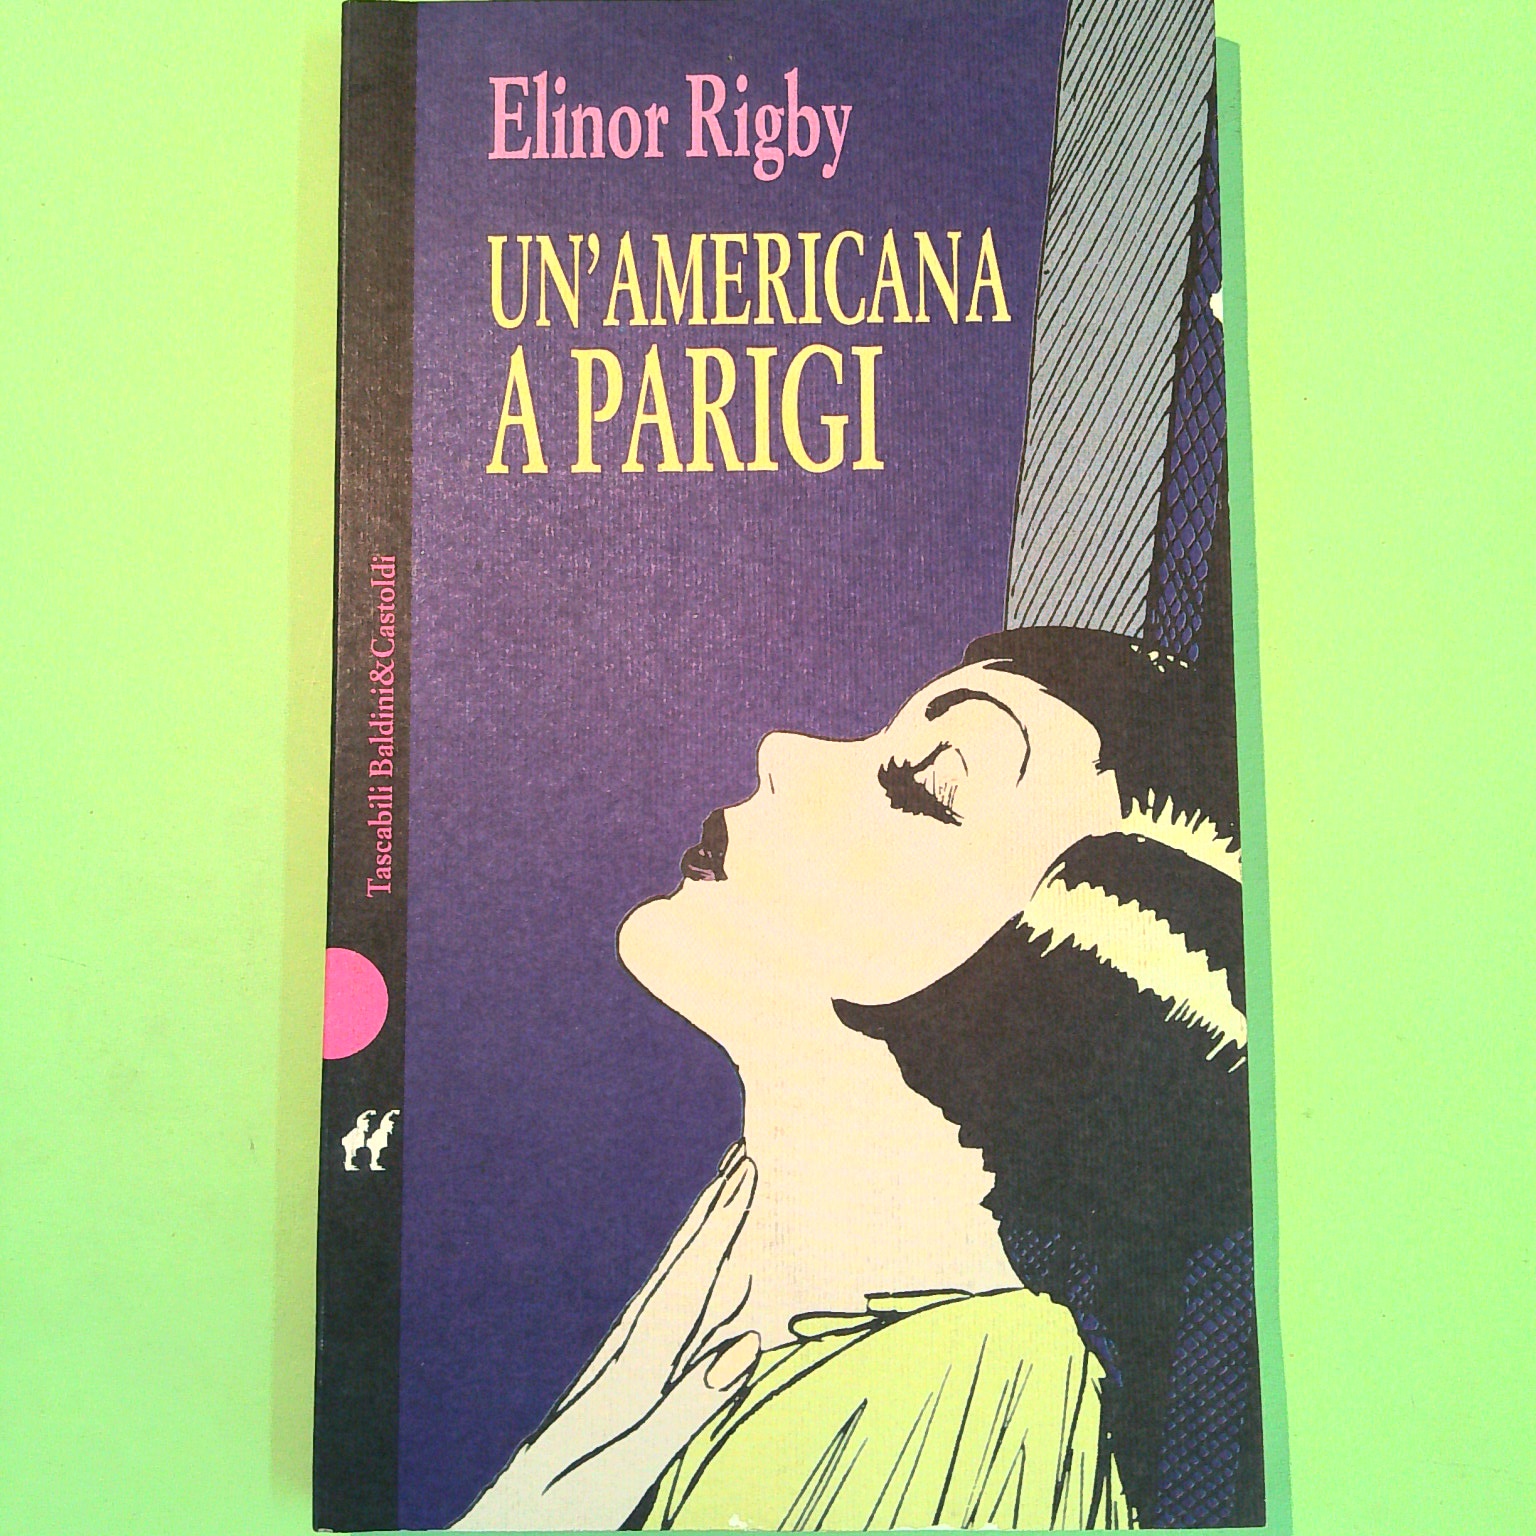 Elinor Rigby
UN'AMERICANA
A PARIGI
Tascabili Baldini&Castoldi